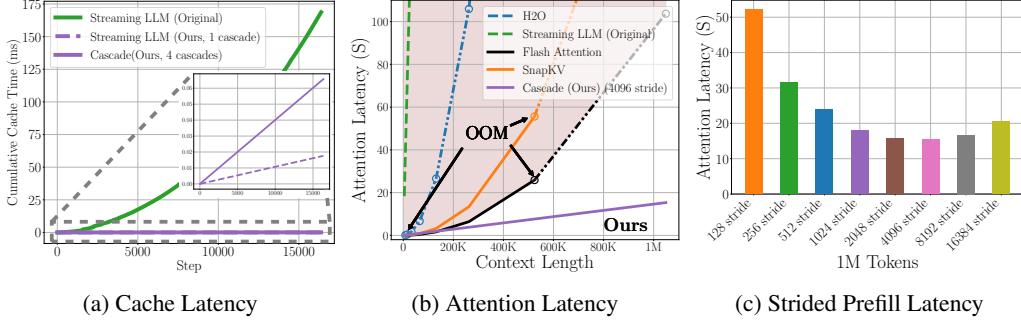 Cumulative Cache Time (ms)
175
150
125
100
75
50
25
0
Streaming LLM (Original)
Streaming LLM (Ours, 1 cascade)
Cascade(Ours, 4 cascades)
0.06
0.05
0.04
0.03
0.02
0.01
0.00
0
5000
10000
15000
0
5000
10000
15000
Step
(a) Cache Latency
Attention Latency (S)
100
80
60
40
20
0
H2O
Streaming LLM (Original)
Flash Attention
SnapKV
Cascade (Ours) (4096 stride)
OOM
Ours
0
200K
400K
600K
800K
1M
Context Length
(b) Attention Latency
Attention Latency (S)
50
40
30
20
10
0
128 stride
256 stride
512 stride
1024 stride
2048 stride
4096 stride
8192 stride
16384 stride
1M Tokens
(c) Strided Prefill Latency